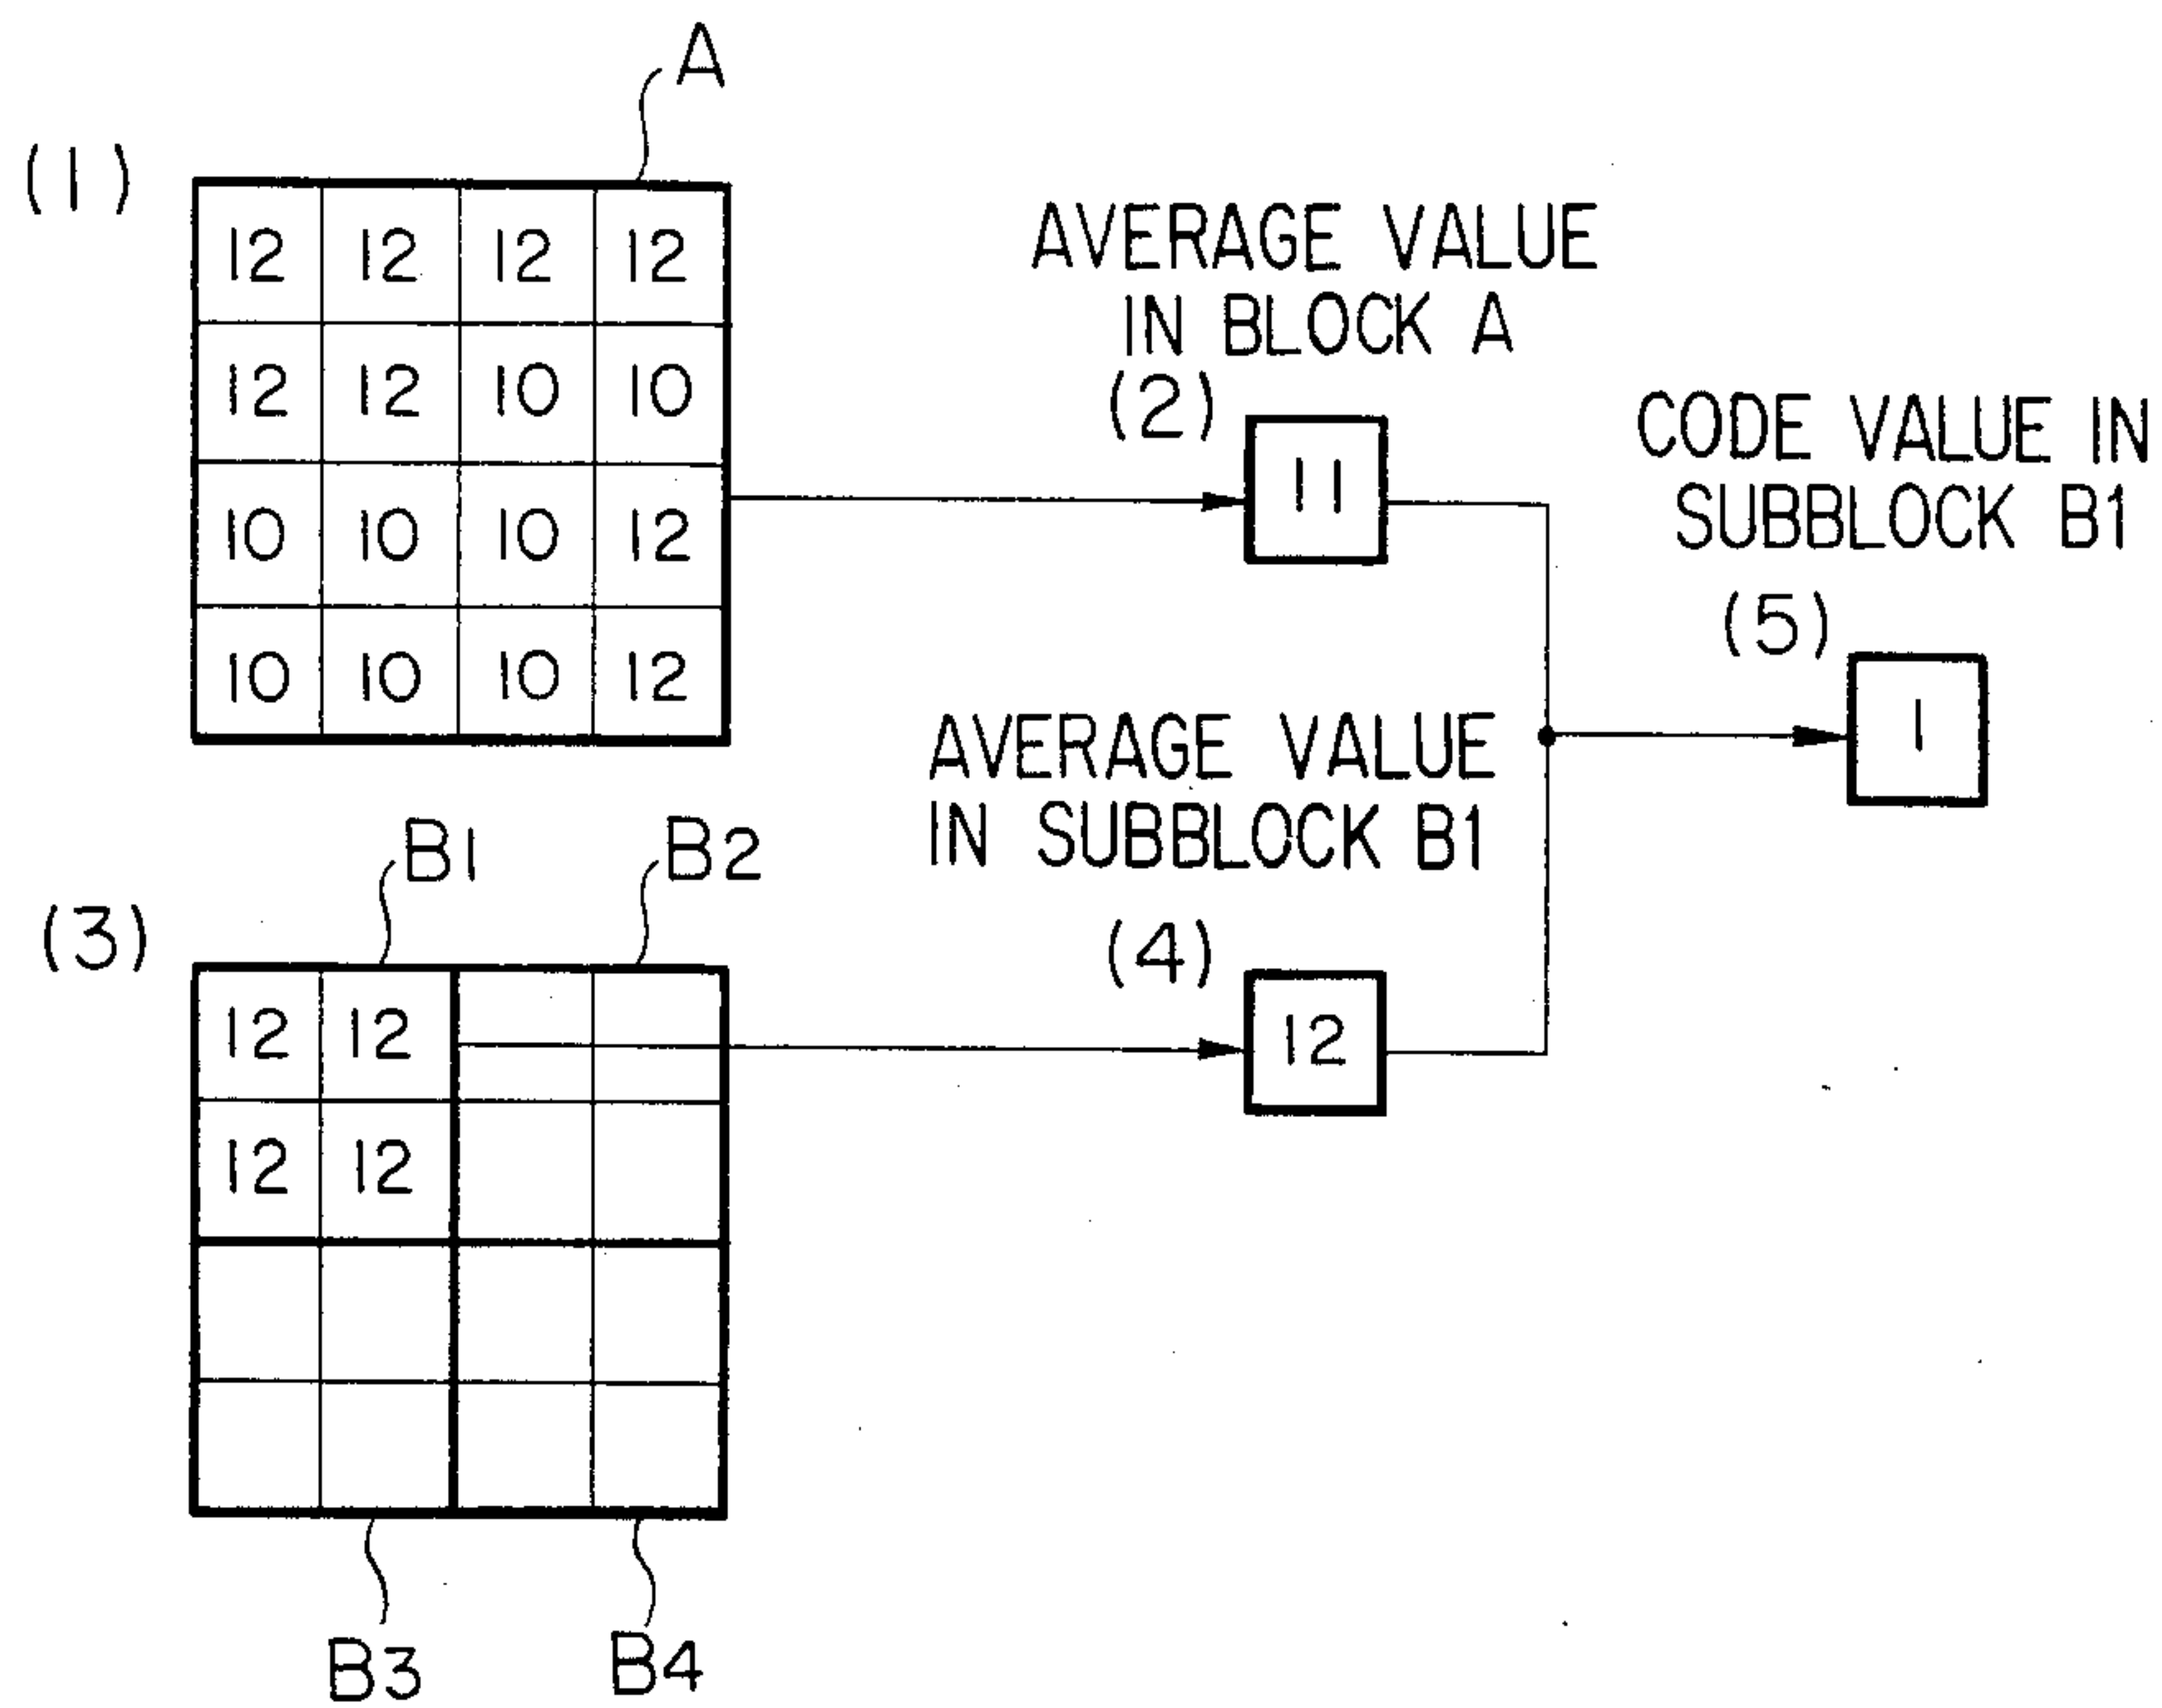 A
(1)
12 12 12 12
12 12 10 10
10 10 10 12
10 10 10 12
AVERAGE VALUE
IN BLOCK A
(2)
11
CODE VALUE IN
SUBBLOCK B1
(5)
1
AVERAGE VALUE
IN SUBBLOCK B1
(4)
12
B1 B2
(3)
12 12
12 12
B3 B4